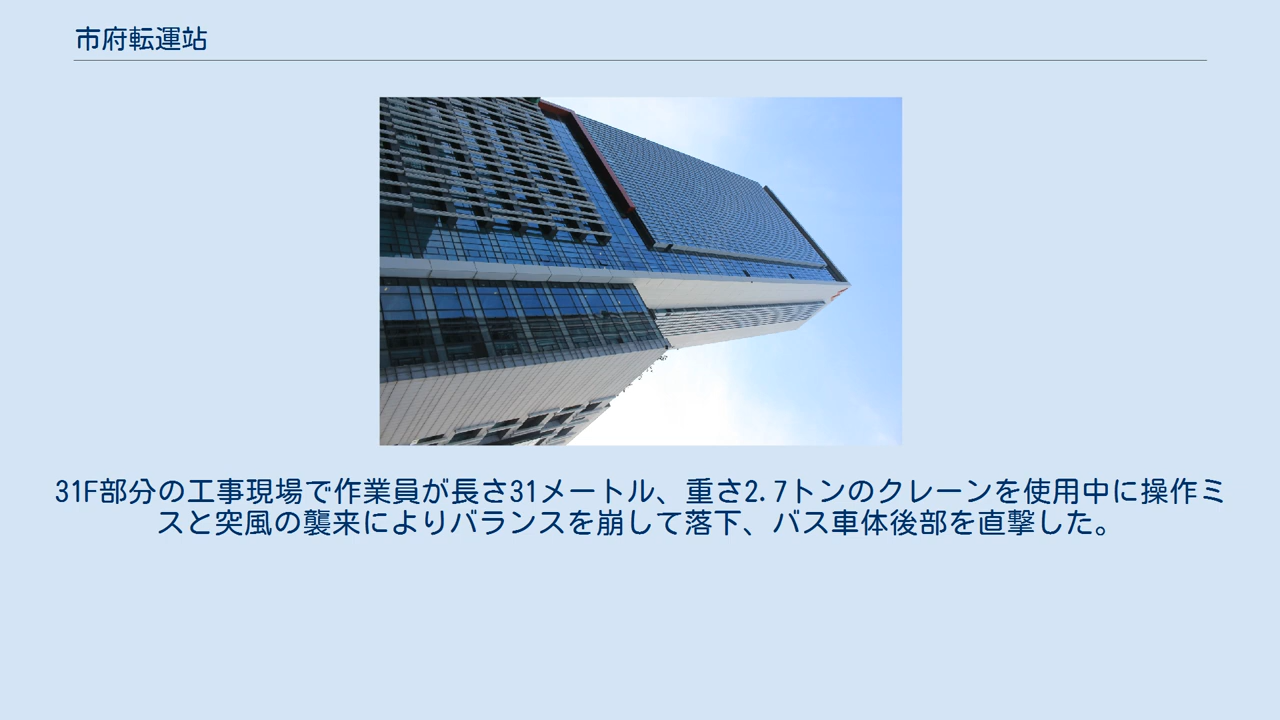 市府転運站
31F部分の工事現場で作業員が長さ31メートル、重さ2.7トンのクレーンを使用中に操作ミ
スと突風の襲来によりバランスを崩して落下、バス車体後部を直撃した。